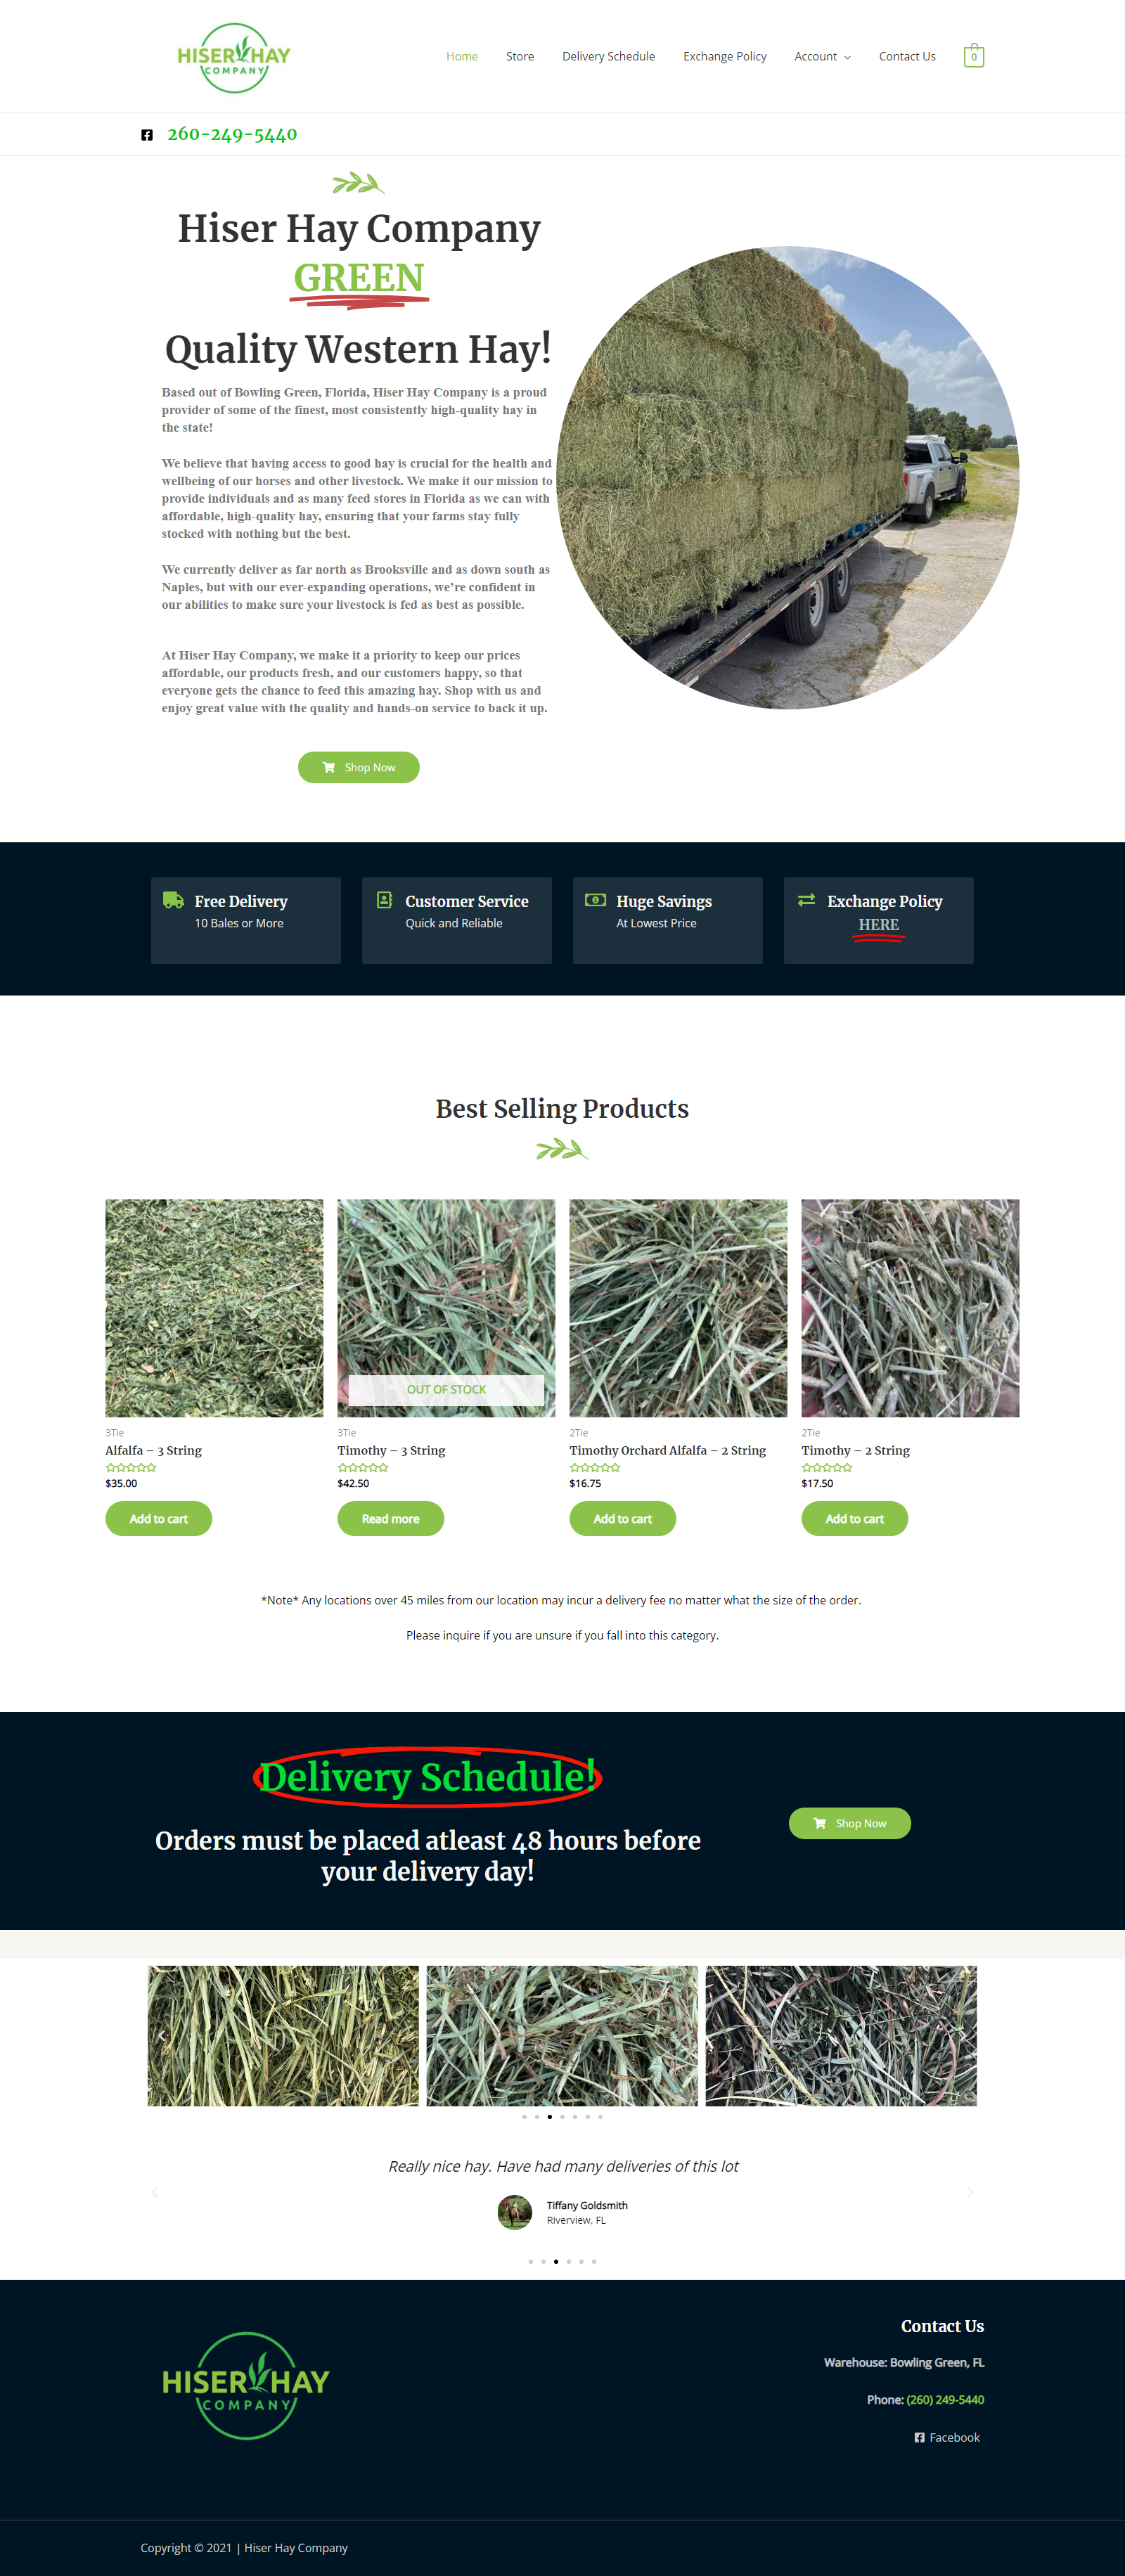 HISER HAY
COMPANY
Home
Store
Delivery Schedule
Exchange Policy
Account
Contact Us
0
260-249-5440
Hiser Hay Company
GREEN
Quality Western Hay!
Based out of Bowling Green, Florida, Hiser Hay Company is a proud
provider of some of the finest, most consistently high-quality hay in
the state!
We believe that having access to good hay is crucial for the health and
wellbeing of our horses and other livestock. We make it our mission to
provide individuals and as many feed stores in Florida as we can with
affordable, high-quality hay, ensuring that your farms stay fully
stocked with nothing but the best.
We currently deliver as far north as Brooksville and as down south as
Naples, but with our ever-expanding operations, we’re confident in
our abilities to make sure your livestock is fed as best as possible.
At Hiser Hay Company, we make it a priority to keep our prices
affordable, our products fresh, and our customers happy, so that
everyone gets the chance to feed this amazing hay. Shop with us and
enjoy great value with the quality and hands-on service to back it up.
Shop Now
Free Delivery
10 Bales or More
Customer Service
Quick and Reliable
Huge Savings
At Lowest Price
Exchange Policy
HERE
Best Selling Products
3Tie
Alfalfa – 3 String
$35.00
Add to cart
OUT OF STOCK
3Tie
Timothy – 3 String
$42.50
Read more
2Tie
Timothy Orchard Alfalfa – 2 String
$16.75
Add to cart
2Tie
Timothy – 2 String
$17.50
Add to cart
*Note* Any locations over 45 miles from our location may incur a delivery fee no matter what the size of the order.
Please inquire if you are unsure if you fall into this category.
Delivery Schedule!
Orders must be placed atleast 48 hours before
your delivery day!
Shop Now
Really nice hay. Have had many deliveries of this lot
Tiffany Goldsmith
Riverview, FL
HISER HAY
COMPANY
Contact Us
Warehouse: Bowling Green, FL
Phone: (260) 249-5440
Facebook
Copyright © 2021 | Hiser Hay Company